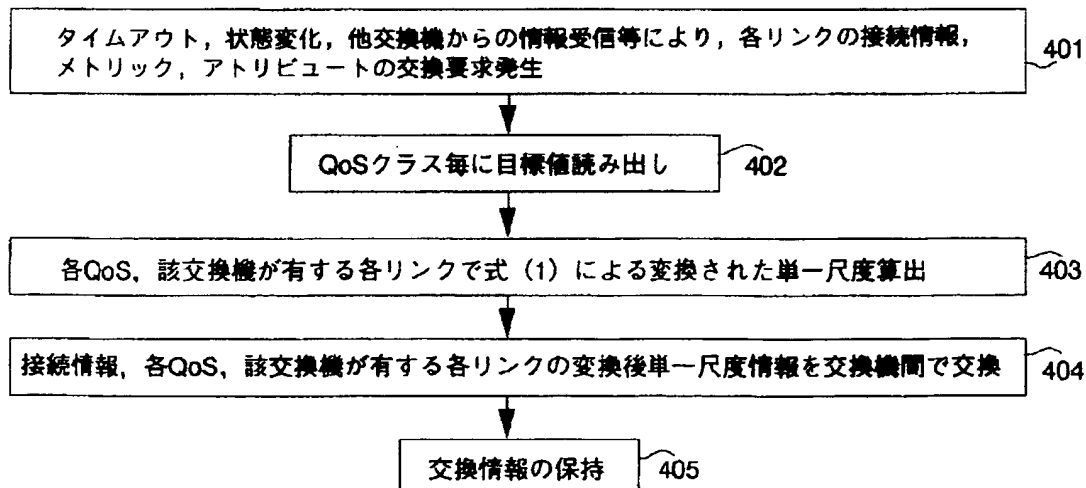 タイムアウト，状態変化，他交換機からの情報受信等により，各リンクの接続情報，
メトリック，アトリビュートの交換要求発生
401
QoSクラス毎に目標値読み出し
402
各QoS，該交換機が有する各リンクで式（1）による変換された単一尺度算出
403
接続情報，各QoS，該交換機が有する各リンクの変換後単一尺度情報を交換機間で交換
404
交換情報の保持
405